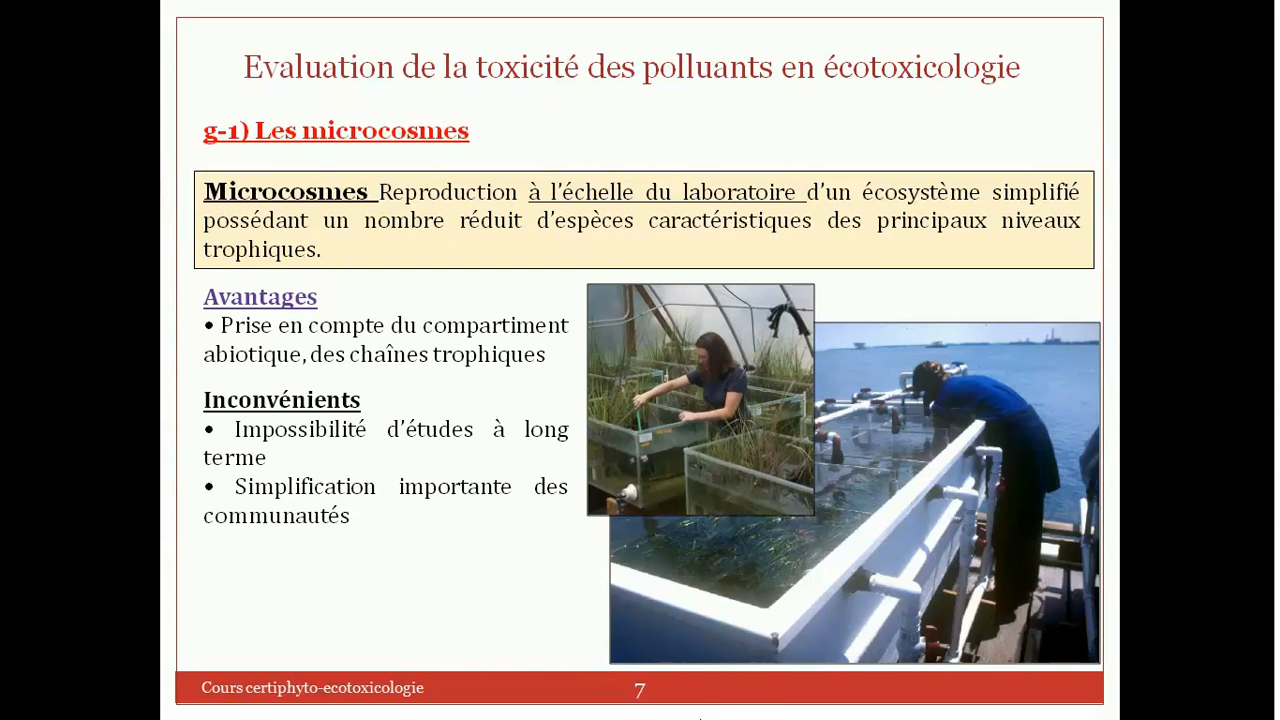 Evaluation de la toxicité des polluants en écotoxicologie
g-1) Les microcosmes
Microcosmes Reproduction à l'échelle du laboratoire d'un écosystème simplifié
possédant un nombre réduit d'espèces caractéristiques des principaux niveaux
trophiques.
Avantages
• Prise en compte du compartiment
abiotique, des chaînes trophiques
Inconvénients
• Impossibilité d'études à long
terme
• Simplification importante des
communautés
Cours certiphyto-ecotoxicologie
7